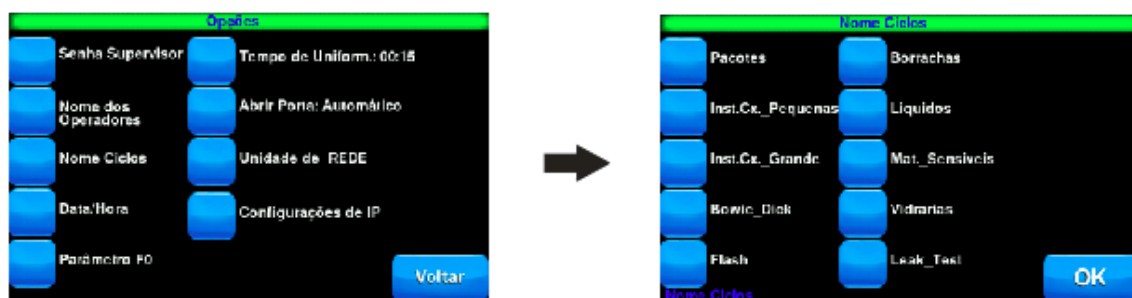 Opções
Senha Supervisor
Tempo de Uniform.: 00:15
Nome dos
Operadores
Abrir Porta: Automático
Nome Ciclos
Unidade de REDE
Data/Hora
Configurações de IP
Parâmetro F0
Voltar
Nome Ciclos
Pacotes
Borrachas
Inst.Cx._Pequenas
Liquidos
Inst.Cx._Grande
Mat._Sensiveis
Bowie_Dick
Vidrarias
Flash
Leak_Test
Nome Ciclos
OK